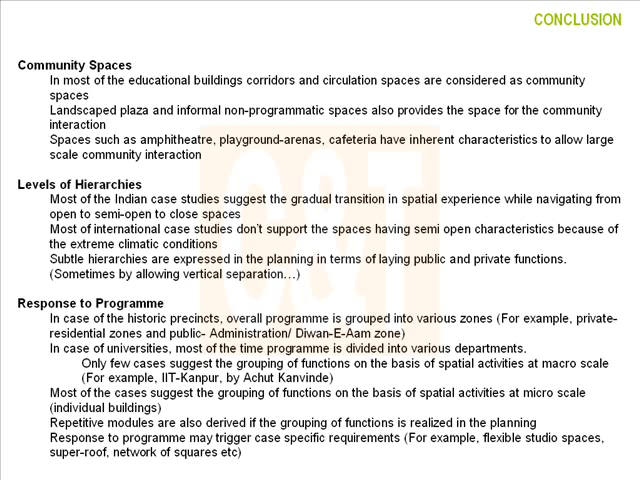 CONCLUSION
Community Spaces
In most of the educational buildings corridors and circulation spaces are considered as community
spaces
Landscaped plaza and informal non-programmatic spaces also provides the space for the community
interaction
Spaces such as amphitheatre, playground-arenas, cafeteria have inherent characteristics to allow large
scale community interaction
Levels of Hierarchies
Most of the Indian case studies suggest the gradual transition in spatial experience while navigating from
open to semi-open to close spaces
Most of international case studies don't support the spaces having semi open characteristics because of
the extreme climatic conditions
Subtle hierarchies are expressed in the planning in terms of laying public and private functions.
(Sometimes by allowing vertical separation…)
Response to Programme
In case of the historic precincts, overall programme is grouped into various zones (For example, private-
residential zones and public- Administration/ Diwan-E-Aam zone)
In case of universities, most of the time programme is divided into various departments.
Only few cases suggest the grouping of functions on the basis of spatial activities at macro scale
(For example, IIT-Kanpur, by Achut Kanvinde)
Most of the cases suggest the grouping of functions on the basis of spatial activities at micro scale
(individual buildings)
Repetitive modules are also derived if the grouping of functions is realized in the planning
Response to programme may trigger case specific requirements (For example, flexible studio spaces,
super-roof, network of squares etc)
C&T